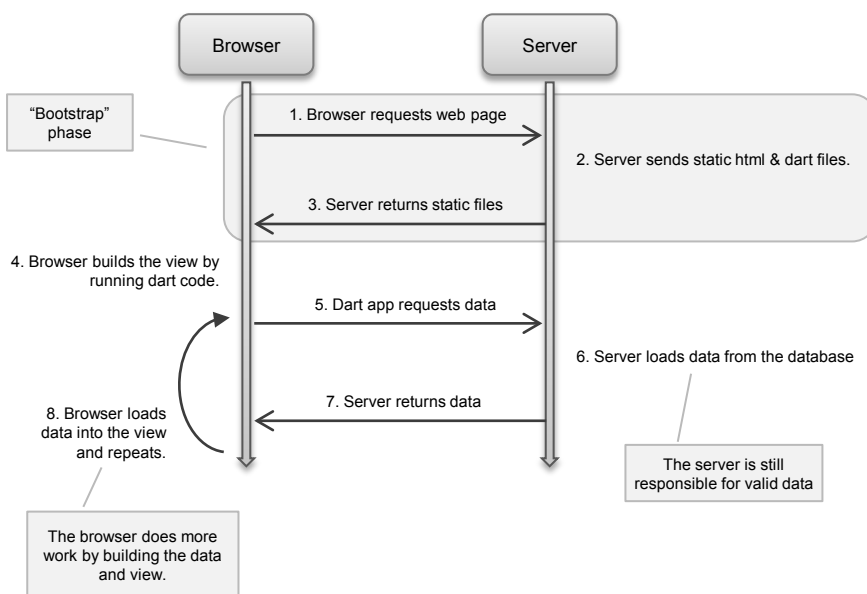 Browser
Server
“Bootstrap”
phase
1. Browser requests web page
2. Server sends static html & dart files.
3. Server returns static files
4. Browser builds the view by
running dart code.
5. Dart app requests data
6. Server loads data from the database
7. Server returns data
8. Browser loads
data into the view
and repeats.
The server is still
responsible for valid data
The browser does more
work by building the data
and view.